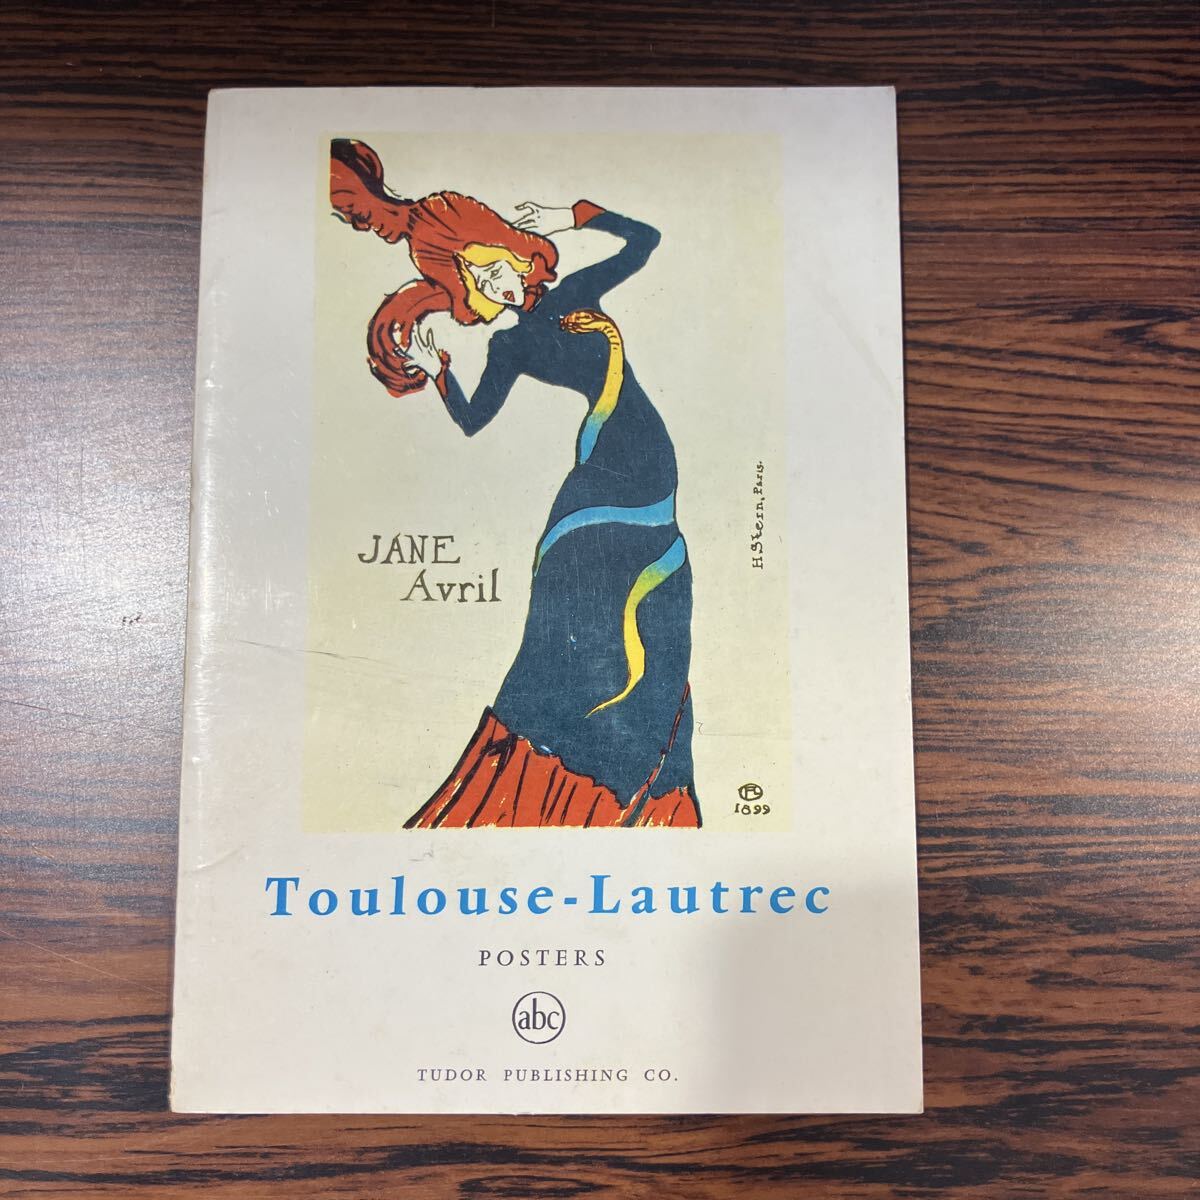 H. Stern, Paris.
JANE
Avril
1899
Toulouse-Lautrec
POSTERS
abc
TUDOR PUBLISHING CO.